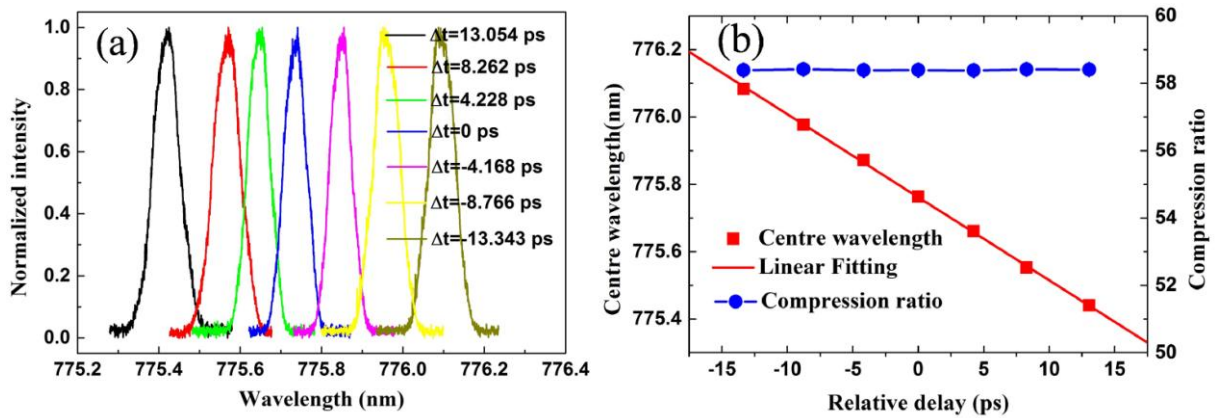 (a)
Normalized intensity
1.0
0.8
0.6
0.4
0.2
0.0
775.2 775.4 775.6 775.8 776.0 776.2 776.4
Wavelength (nm)
Δt=13.054 ps
Δt=8.262 ps
Δt=4.228 ps
Δt=0 ps
Δt=-4.168 ps
Δt=-8.766 ps
Δt=-13.343 ps
(b)
Centre wavelength(nm)
776.2
776.0
775.8
775.6
775.4
-15 -10 -5 0 5 10 15
Relative delay (ps)
Centre wavelength
Linear Fitting
Compression ratio
60
58
56
54
52
50
Compression ratio